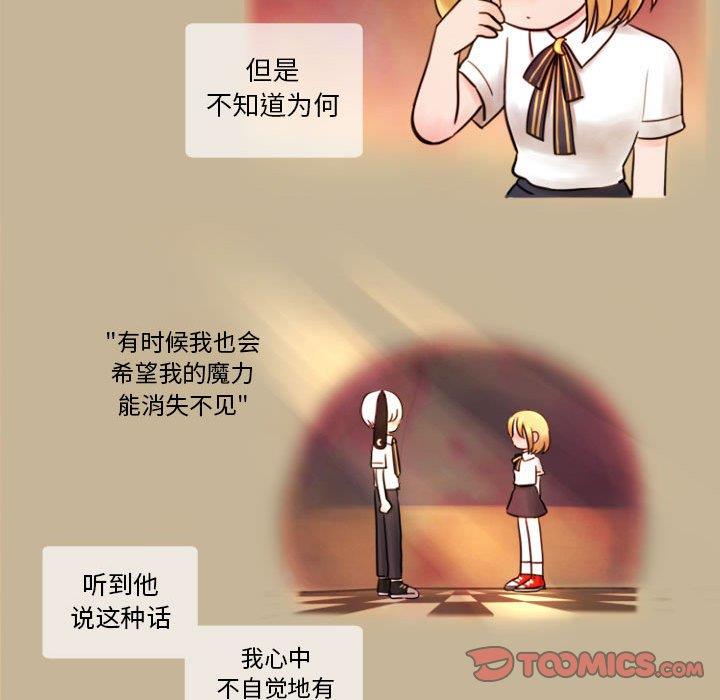 但是
不知道为何
"有时候我也会
希望我的魔力
能消失不见"
听到他
说这种话
我心中
不自觉地有
TOOMICS.COM